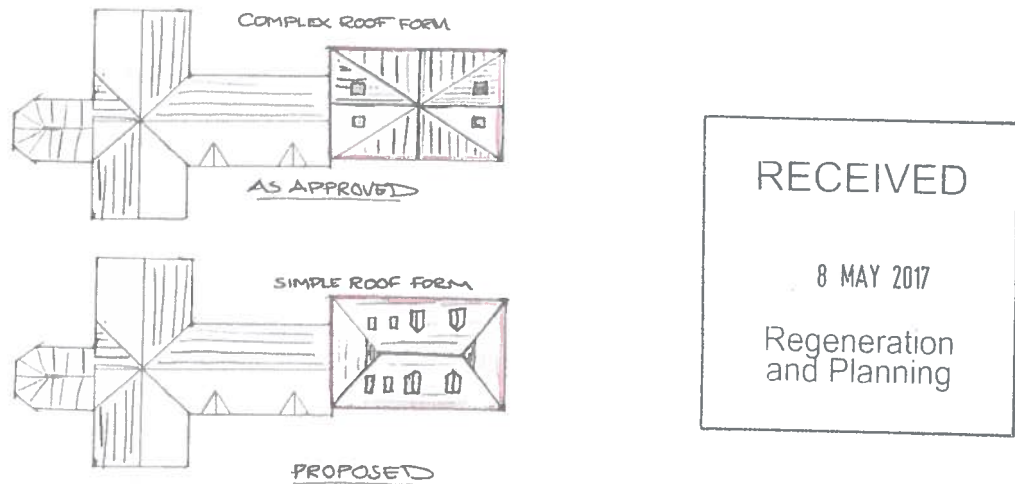 COMPLEX ROOF FORM
AS APPROVED
SIMPLE ROOF FORM
PROPOSED
RECEIVED
8 MAY 2017
Regeneration
and Planning